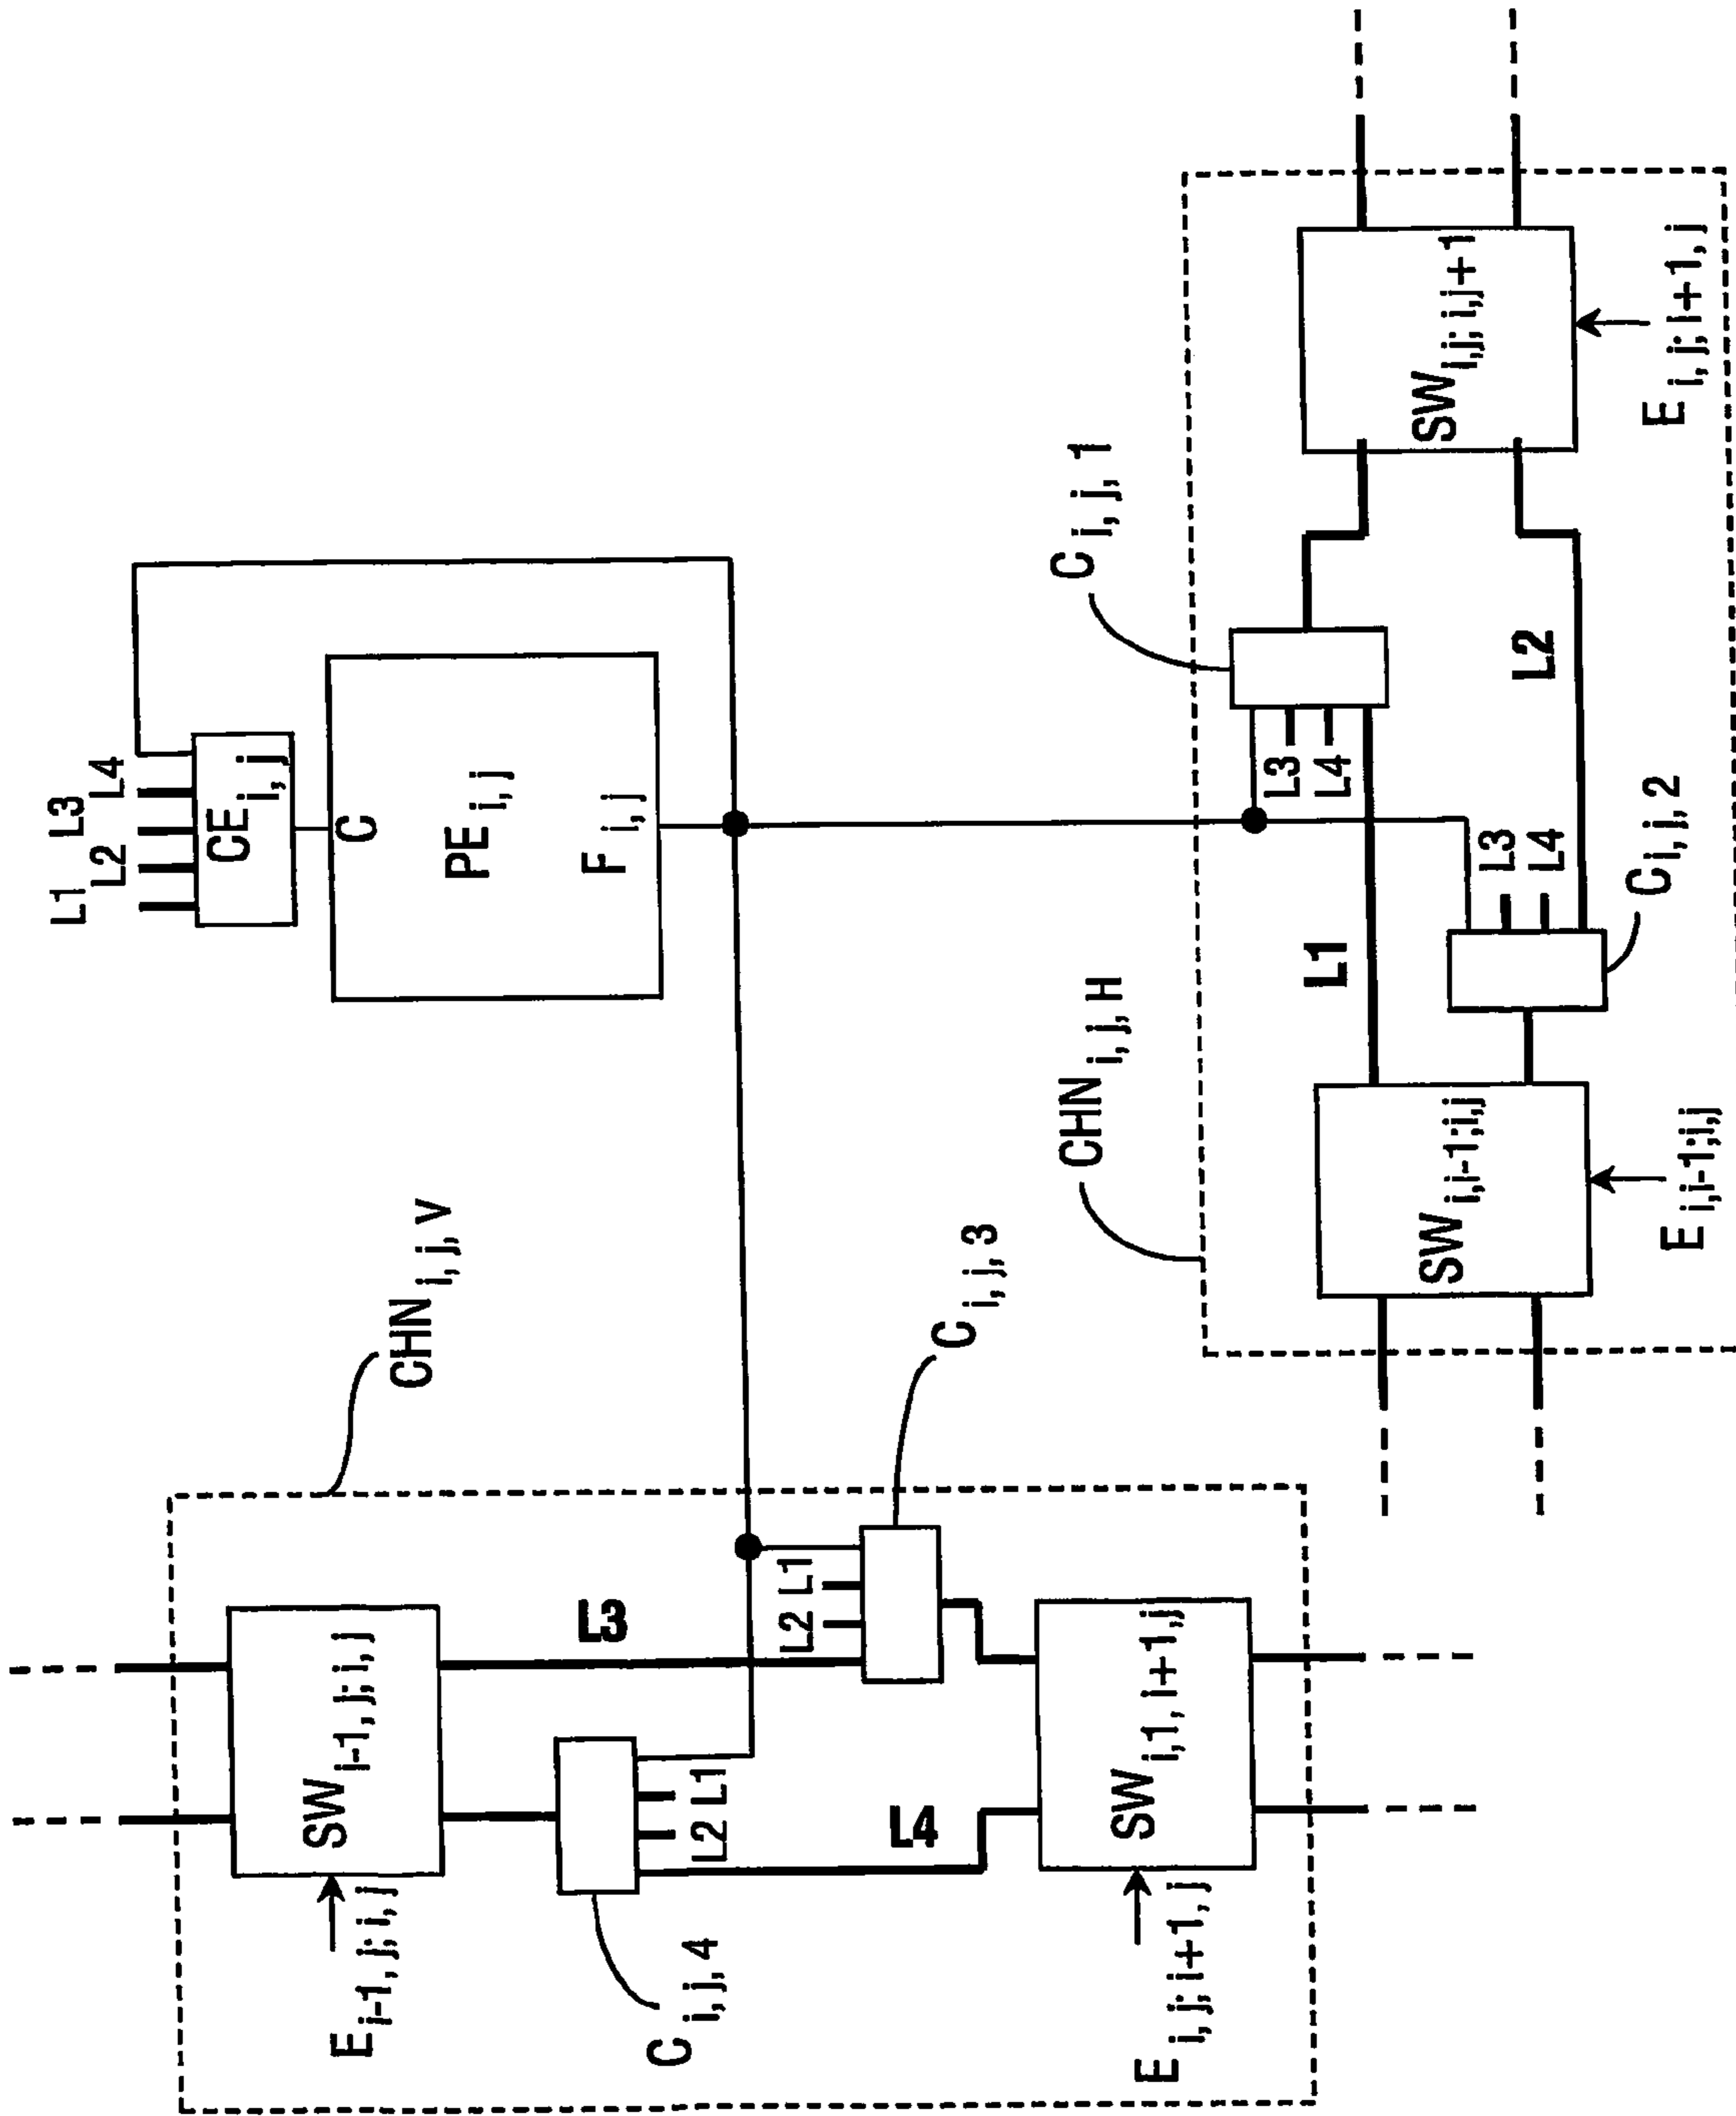 L1 L3
L2 L4
CE i,j
C
PE i,j
F i,j
CHN i,j,V
SW i-1,j;i,j
E i-1,j;i,j
L3
L2 L1
C i,j,3
L2 L1
C i,j,4
L4
SW i,1,i+1,j
E i,j;i+1,j
CHN i,j,H
C i,j,1
L3
L4
L1
L2
L3
L4
C i,j,2
SW i,j;i,j+1
E i,j;i+1,j
SW i,i-1;i,j
E i,i-1;i,j